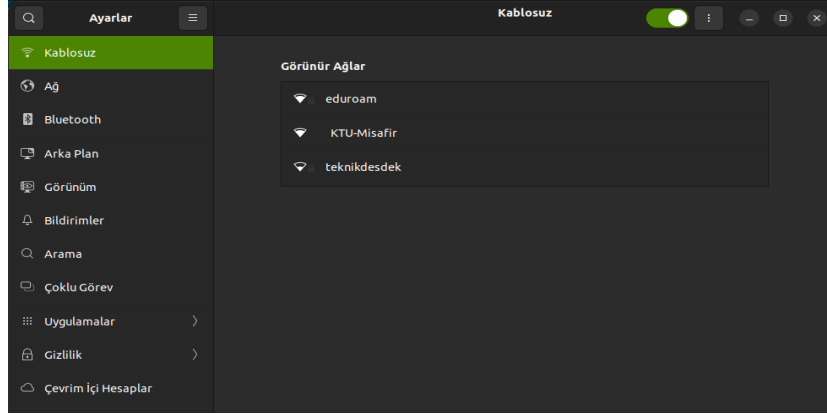 Ayarlar
Kablosuz
Kablosuz
Ağ
Bluetooth
Arka Plan
Görünüm
Bildirimler
Arama
Çoklu Görev
Uygulamalar
Gizlilik
Çevrim İçi Hesaplar
Görünür Ağlar
eduroam
KTU-Misafir
teknikdesdek